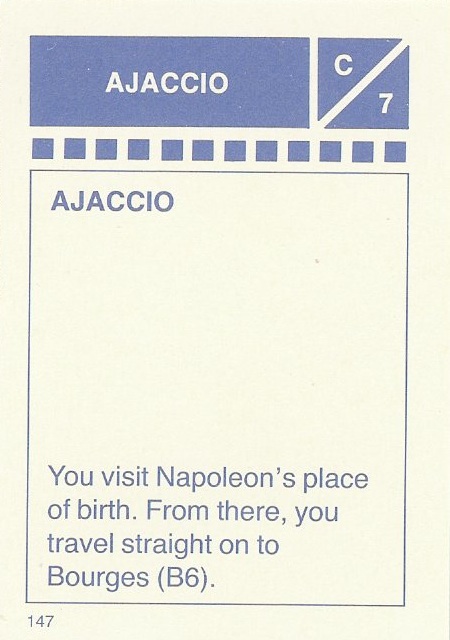 AJACCIO
C
7
AJACCIO
You visit Napoleon's place
of birth. From there, you
travel straight on to
Bourges (B6).
147